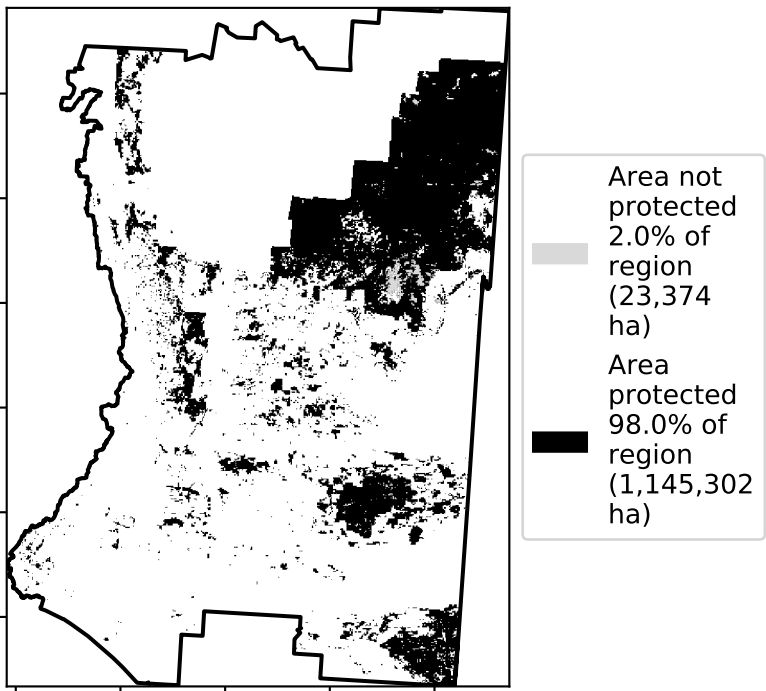 Area not
protected
2.0% of
region
(23,374
ha)
Area
protected
98.0% of
region
(1,145,302
ha)